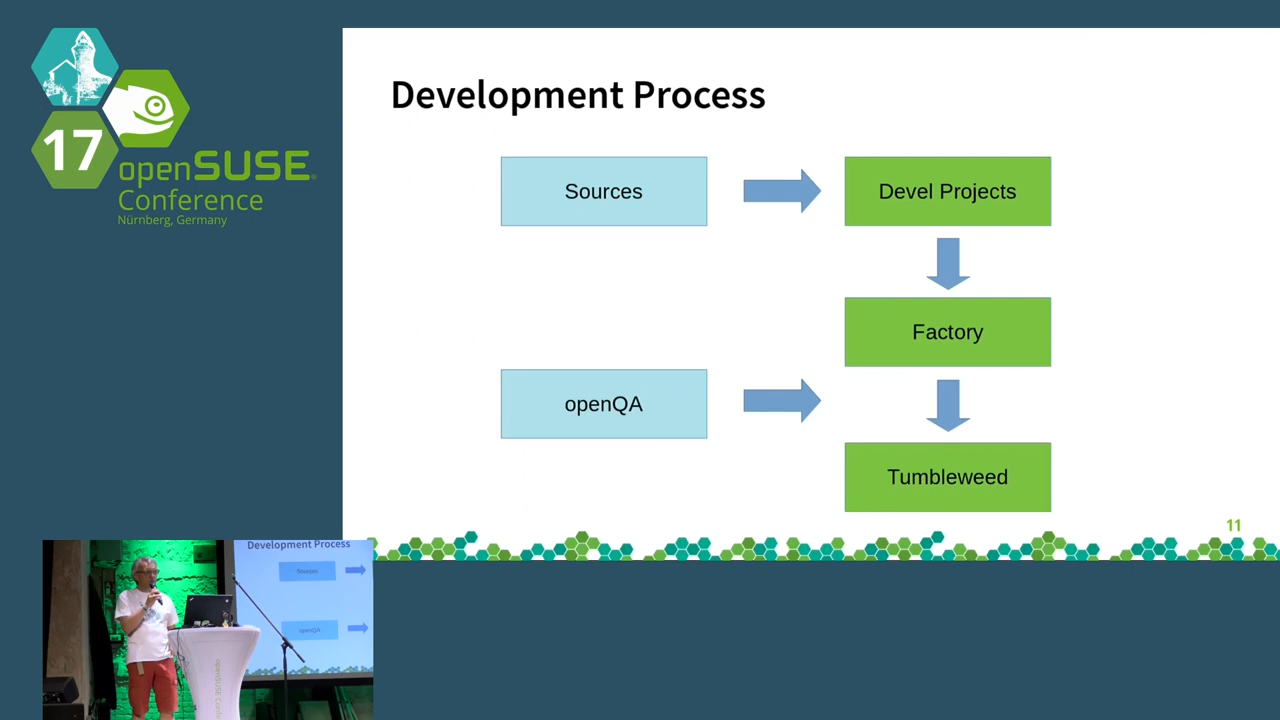 17
openSUSE
Conference
Nürnberg, Germany
Development Process
Sources
Devel Projects
Factory
openQA
Tumbleweed
11
Development Process
Sources
openQA